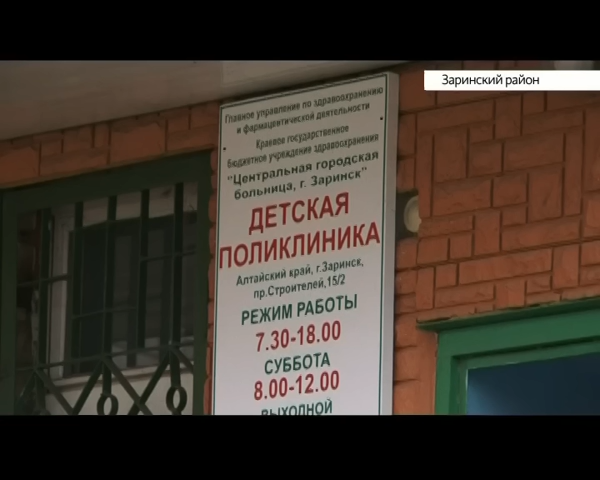 Заринский район
Главное управление по здравоохранению
и фармацевтической деятельности
Краевое государственное
бюджетное учреждение здравоохранения
"Центральная городская
больница, г. Заринск"
ДЕТСКАЯ
ПОЛИКЛИНИКА
Алтайский край, г.Заринск,
пр.Строителей,15/2
РЕЖИМ РАБОТЫ
7.30-18.00
СУББОТА
8.00-12.00
ВЫХОДНОЙ